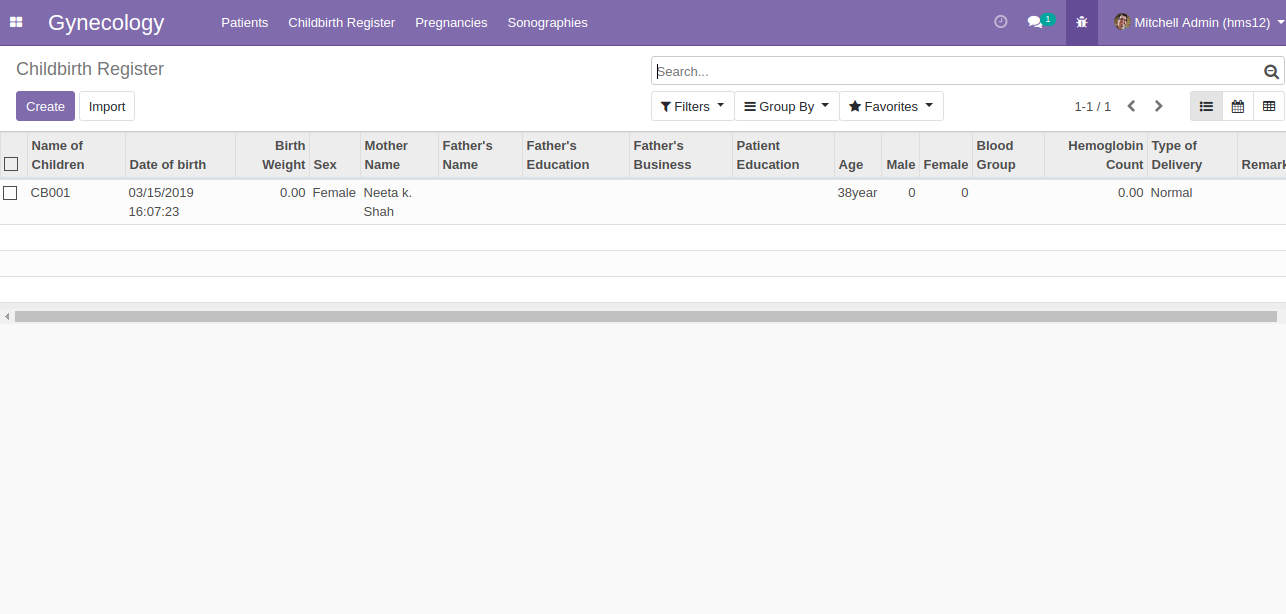 Gynecology Patients Childbirth Register Pregnancies Sonographies 1 Mitchell Admin (hms12)
Childbirth Register
Search...
Create Import Filters Group By Favorites 1-1 / 1
Name of Children Date of birth Birth Weight Sex Mother Name Father's Name Father's Education Father's Business Patient Education Age Male Female Blood Group Hemoglobin Count Type of Delivery Remark
CB001 03/15/2019 16:07:23 0.00 Female Neeta k. Shah 38year 0 0 0.00 Normal